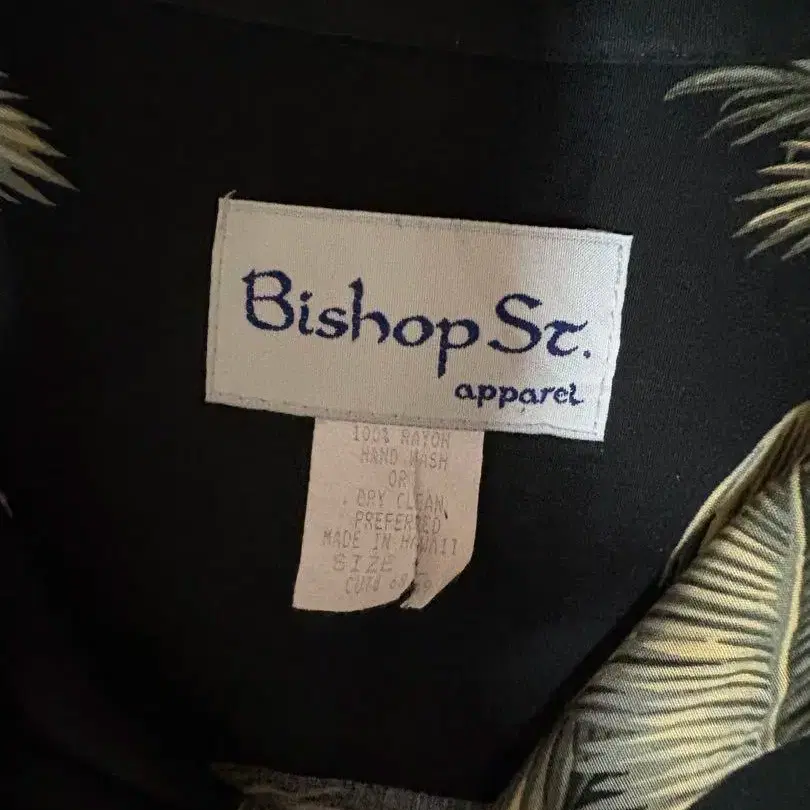 Bishop St.
apparel
100% RAYON
HAND WASH
OR
DRY CLEAN
PREFERRED
MADE IN HAWAII
SIZE